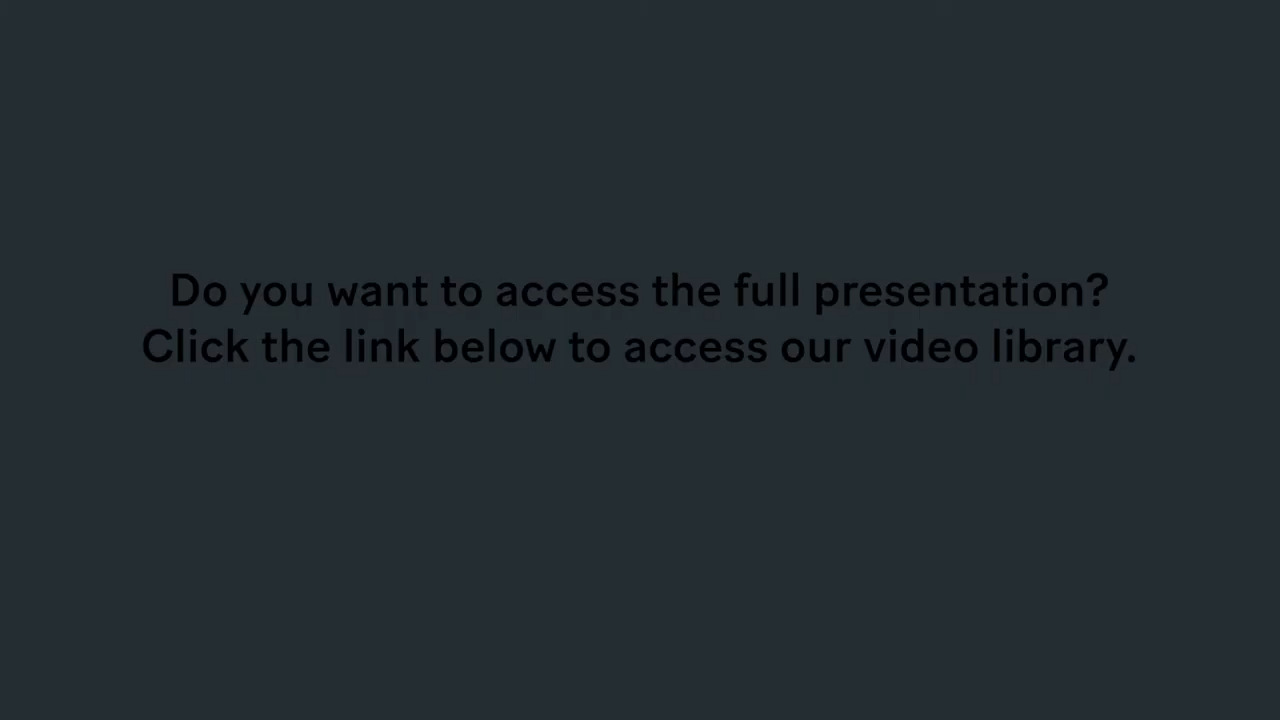 Do you want to access the full presentation?
Click the link below to access our video library.